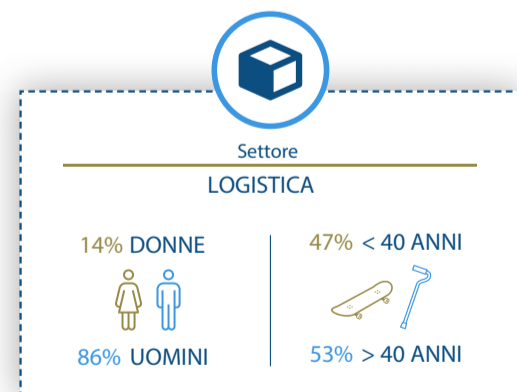 Settore
LOGISTICA
14% DONNE
86% UOMINI
47% < 40 ANNI
53% > 40 ANNI